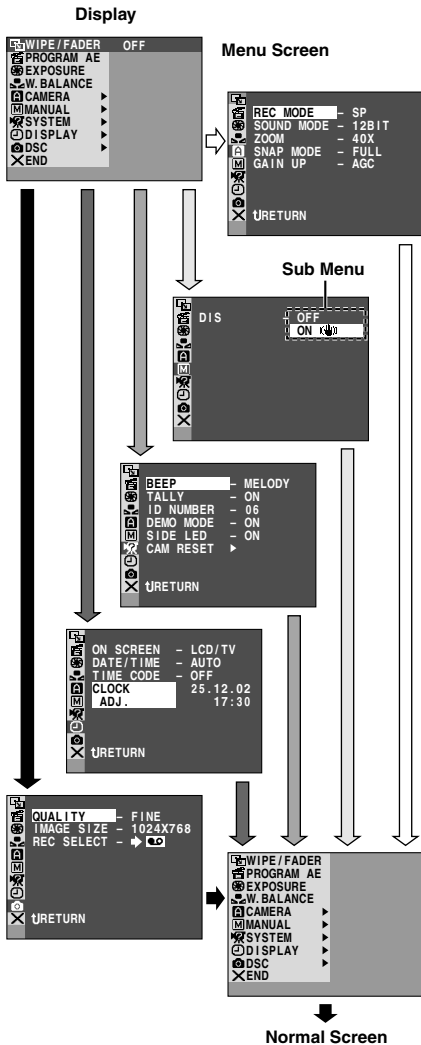 Display
WIPE/FADER OFF
PROGRAM AE
EXPOSURE
W. BALANCE
CAMERA
MANUAL
SYSTEM
DISPLAY
DSC
END
Menu Screen
REC MODE – SP
SOUND MODE – 12BIT
ZOOM – 40X
SNAP MODE – FULL
GAIN UP – AGC
RETURN
Sub Menu
DIS – OFF
ON
BEEP – MELODY
TALLY – ON
ID NUMBER – 06
DEMO MODE – ON
SIDE LED – ON
CAM RESET
RETURN
ON SCREEN – LCD/TV
DATE/TIME – AUTO
TIME CODE – OFF
CLOCK 25.12.02
ADJ. 17:30
RETURN
QUALITY – FINE
IMAGE SIZE – 1024X768
REC SELECT –
RETURN
WIPE/FADER
PROGRAM AE
EXPOSURE
W. BALANCE
CAMERA
MANUAL
SYSTEM
DISPLAY
DSC
END
Normal Screen